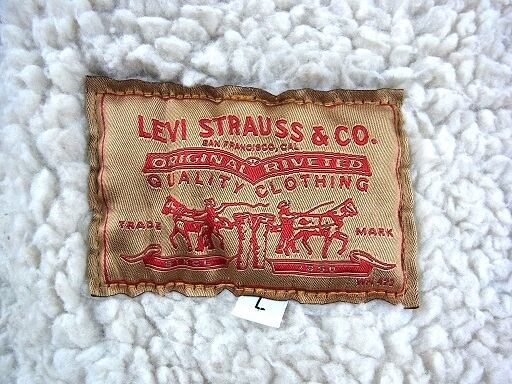 LEVI STRAUSS & CO.
SAN FRANCISCO, CAL
ORIGINAL RIVETED
QUALITY CLOTHING
TRADE MARK
L